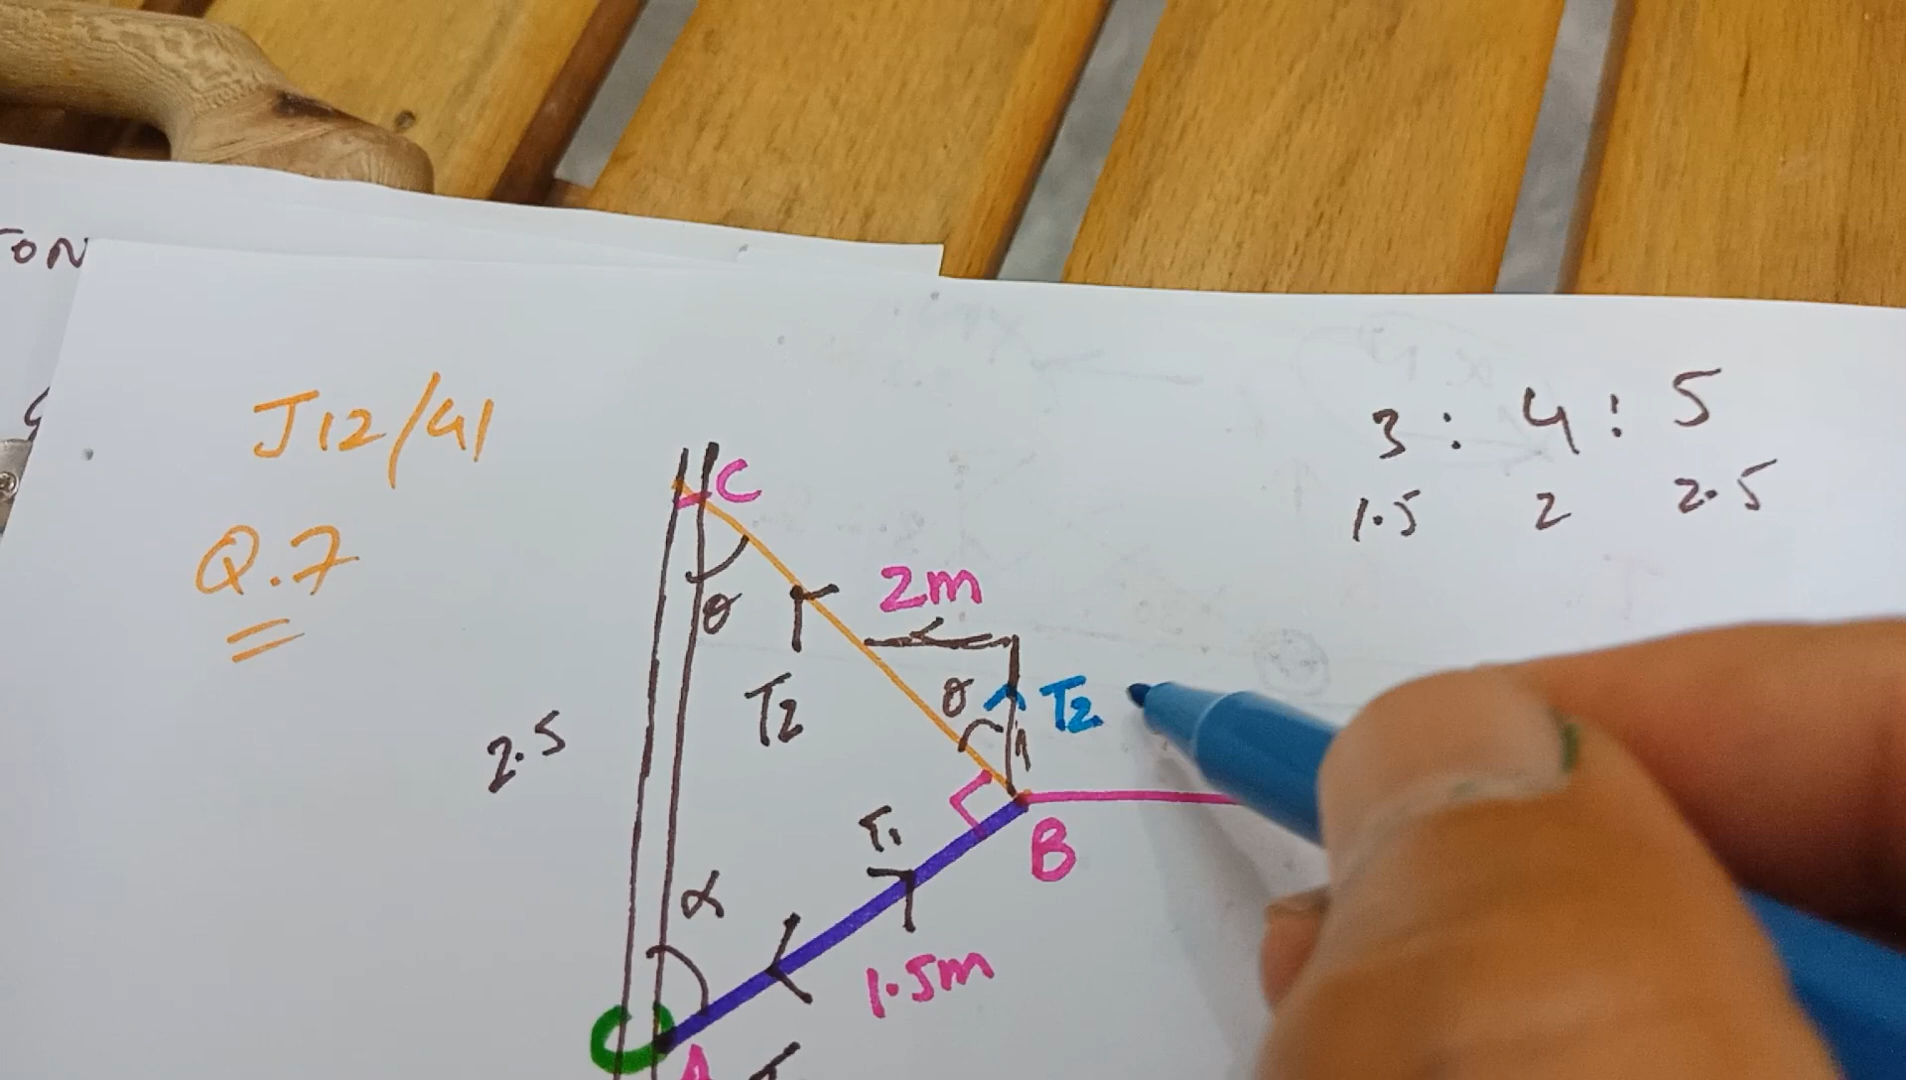 TON
J12/41
Q.7
3 : 4 : 5
1.5 2 2.5
C
θ
2m
T2
θ
T2
2.5
B
T1
α
1.5m
A